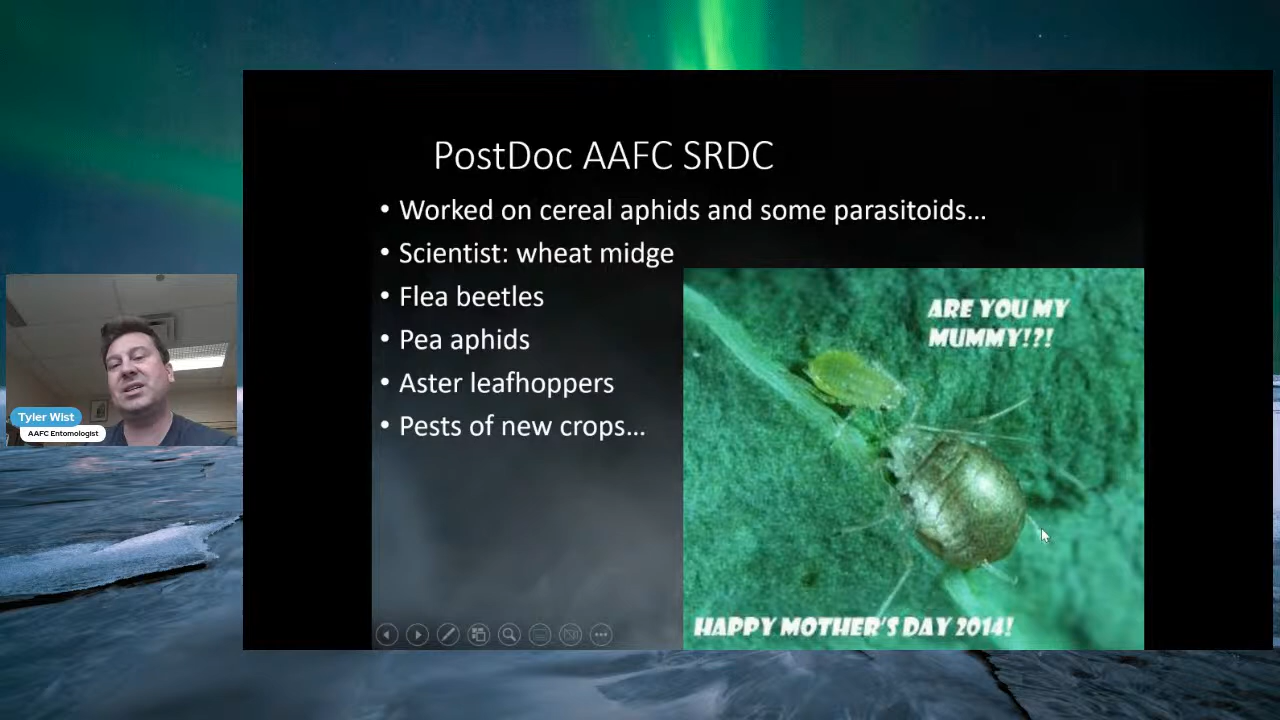 PostDoc AAFC SRDC
• Worked on cereal aphids and some parasitoids...
• Scientist: wheat midge
• Flea beetles
• Pea aphids
• Aster leafhoppers
• Pests of new crops...
ARE YOU MY
MUMMY!?!
HAPPY MOTHER'S DAY 2014!
Tyler Wist
AAFC Entomologist